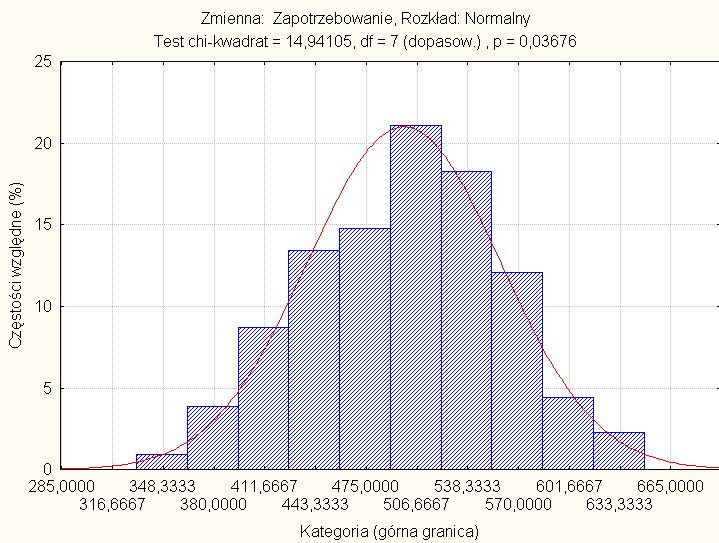 Zmienna: Zapotrzebowanie, Rozkład: Normalny
Test chi-kwadrat = 14,94105, df = 7 (dopasow.) , p = 0,03676
25
20
15
10
5
0
Częstości względne (%)
285,0000 348,3333 411,6667 475,0000 538,3333 601,6667 665,0000
316,6667 380,0000 443,3333 506,6667 570,0000 633,3333
Kategoria (górna granica)